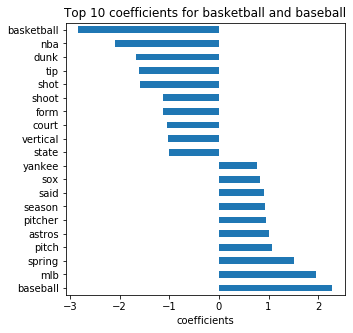 Top 10 coefficients for basketball and baseball
basketball
nba
dunk
tip
shot
shoot
form
court
vertical
state
yankee
sox
said
season
pitcher
astros
pitch
spring
mlb
baseball
−3 −2 −1 0 1 2
coefficients